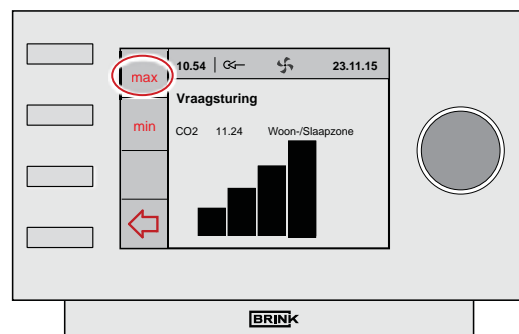 max
10.54 23.11.15
Vraagsturing
min
CO2 11.24 Woon-/Slaapzone
BRINK